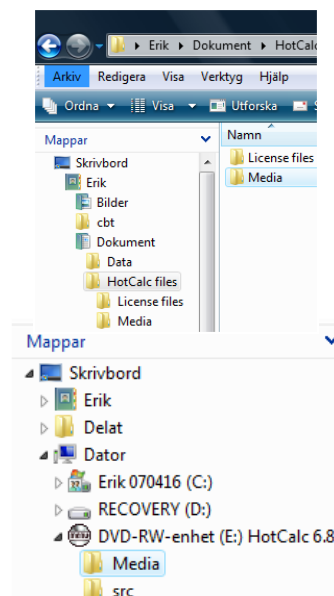 Erik Dokument HotCalc
Arkiv Redigera Visa Verktyg Hjälp
Ordna Visa Utforska S
Mappar
Skrivbord
Erik
Bilder
cbt
Dokument
Data
HotCalc files
License files
Media
Namn
License files
Media
Mappar
Skrivbord
Erik
Delat
Dator
Erik 070416 (C:)
RECOVERY (D:)
DVD-RW-enhet (E:) HotCalc 6.8
Media
src